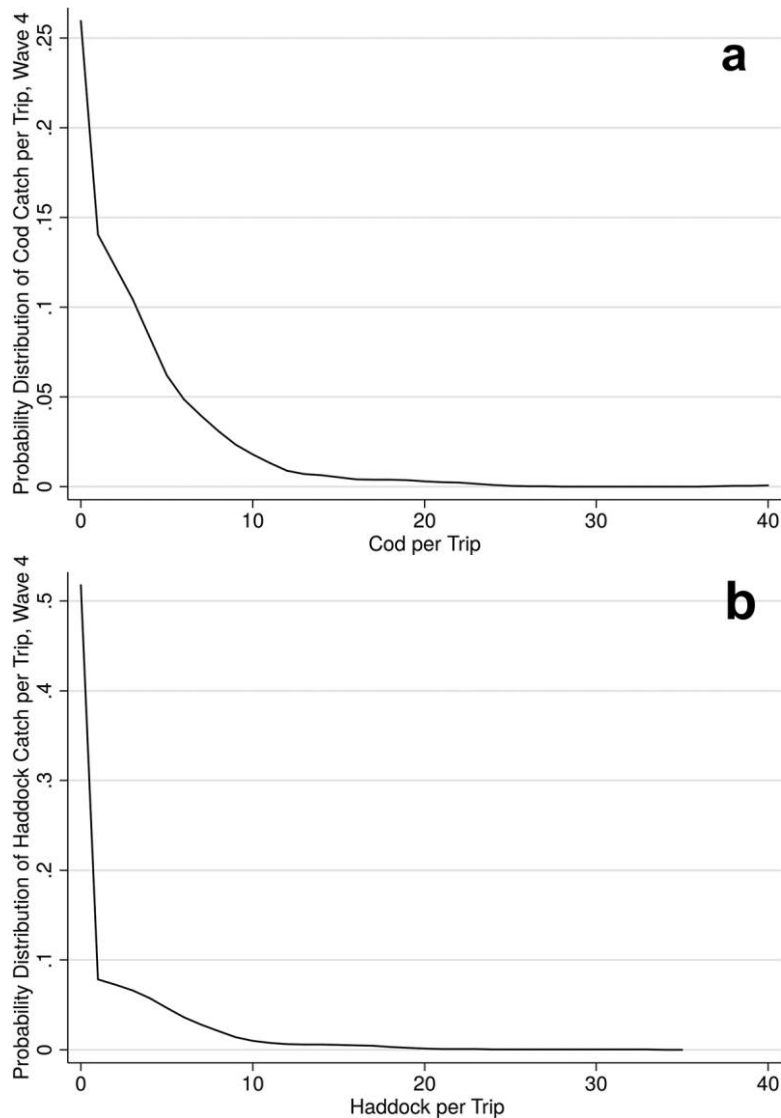 Probability Distribution of Cod Catch per Trip, Wave 4
.25
.2
.15
.1
.05
0
a
0 10 20 30 40
Cod per Trip
Probability Distribution of Haddock Catch per Trip, Wave 4
.5
.4
.3
.2
.1
0
b
0 10 20 30 40
Haddock per Trip